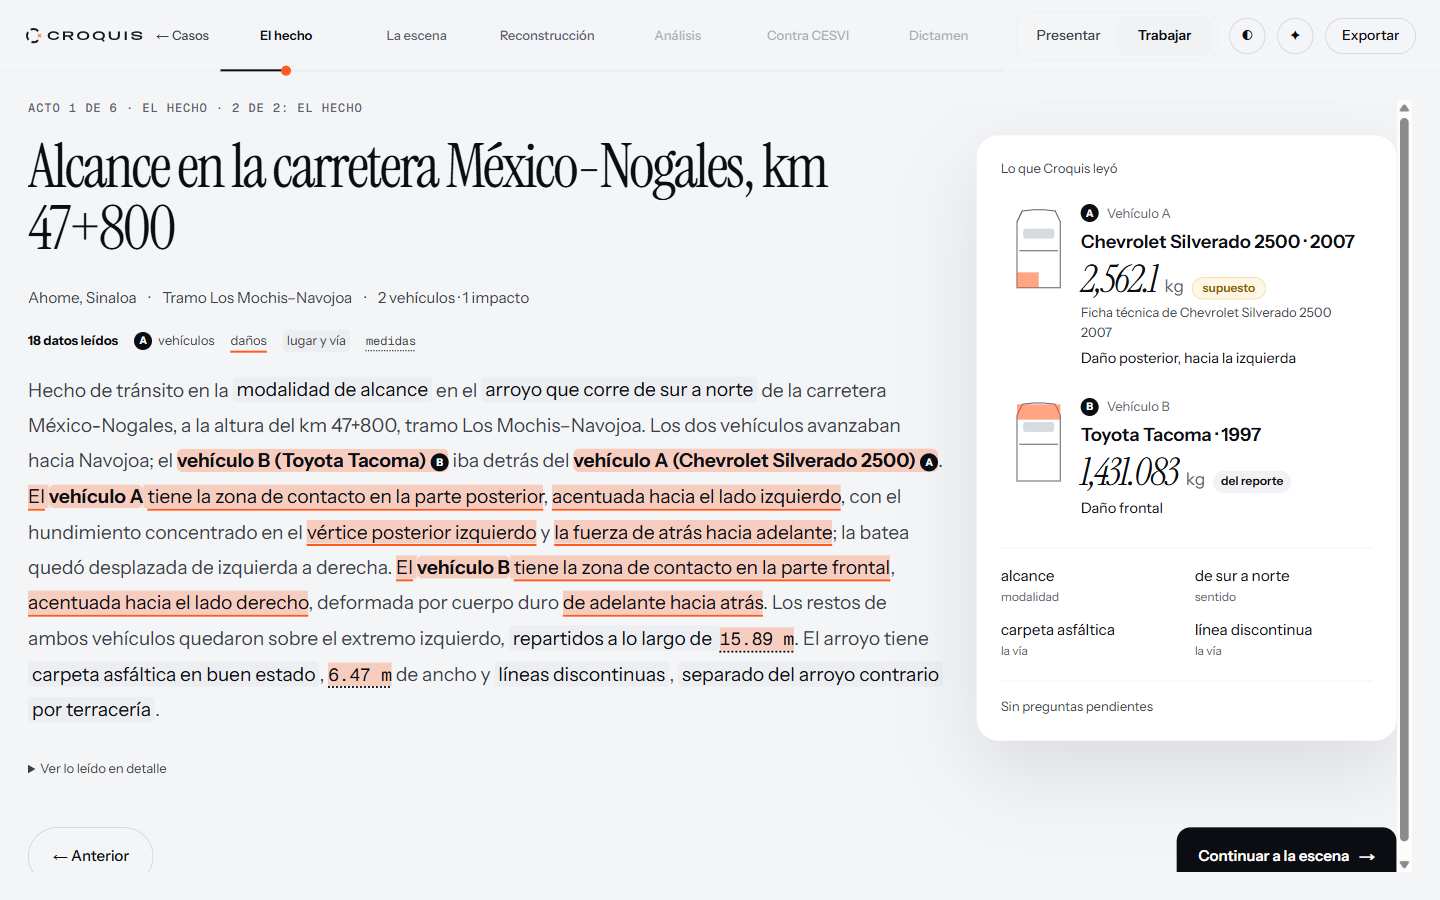 CROQUIS
← Casos
El hecho
La escena
Reconstrucción
Análisis
Contra CESVI
Dictamen
Presentar
Trabajar
Exportar
ACTO 1 DE 6 · EL HECHO · 2 DE 2: EL HECHO
Alcance en la carretera México–Nogales, km
47+800
Ahome, Sinaloa · Tramo Los Mochis–Navojoa · 2 vehículos · 1 impacto
18 datos leídos A vehículos daños lugar y vía medidas
Hecho de tránsito en la modalidad de alcance en el arroyo que corre de sur a norte de la carretera
México-Nogales, a la altura del km 47+800, tramo Los Mochis–Navojoa. Los dos vehículos avanzaban
hacia Navojoa; el vehículo B (Toyota Tacoma) B iba detrás del vehículo A (Chevrolet Silverado 2500) A.
El vehículo A tiene la zona de contacto en la parte posterior, acentuada hacia el lado izquierdo, con el
hundimiento concentrado en el vértice posterior izquierdo y la fuerza de atrás hacia adelante; la batea
quedó desplazada de izquierda a derecha. El vehículo B tiene la zona de contacto en la parte frontal,
acentuada hacia el lado derecho, deformada por cuerpo duro de adelante hacia atrás. Los restos de
ambos vehículos quedaron sobre el extremo izquierdo, repartidos a lo largo de 15.89 m. El arroyo tiene
carpeta asfáltica en buen estado , 6.47 m de ancho y líneas discontinuas , separado del arroyo contrario
por terracería .
▶ Ver lo leído en detalle
← Anterior
Lo que Croquis leyó
A Vehículo A
Chevrolet Silverado 2500 · 2007
2,562.1 kg supuesto
Ficha técnica de Chevrolet Silverado 2500
2007
Daño posterior, hacia la izquierda
B Vehículo B
Toyota Tacoma · 1997
1,431.083 kg del reporte
Daño frontal
alcance
modalidad
de sur a norte
sentido
carpeta asfáltica
la vía
línea discontinua
la vía
Sin preguntas pendientes
Continuar a la escena →